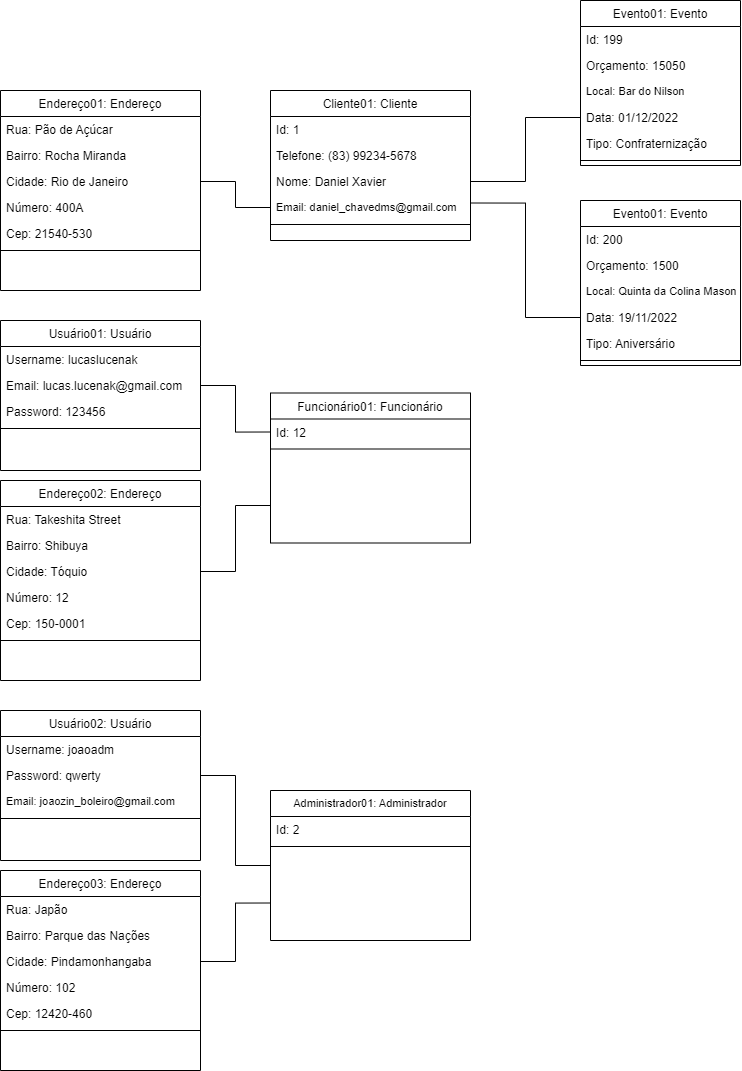 Evento01: Evento
Id: 199
Orçamento: 15050
Local: Bar do Nilson
Data: 01/12/2022
Tipo: Confraternização
Endereço01: Endereço
Rua: Pão de Açúcar
Bairro: Rocha Miranda
Cidade: Rio de Janeiro
Número: 400A
Cep: 21540-530
Cliente01: Cliente
Id: 1
Telefone: (83) 99234-5678
Nome: Daniel Xavier
Email: daniel_chavedms@gmail.com
Evento01: Evento
Id: 200
Orçamento: 1500
Local: Quinta da Colina Mason
Data: 19/11/2022
Tipo: Aniversário
Usuário01: Usuário
Username: lucaslucenak
Email: lucas.lucenak@gmail.com
Password: 123456
Funcionário01: Funcionário
Id: 12
Endereço02: Endereço
Rua: Takeshita Street
Bairro: Shibuya
Cidade: Tóquio
Número: 12
Cep: 150-0001
Usuário02: Usuário
Username: joaoadm
Password: qwerty
Email: joaozin_boleiro@gmail.com
Administrador01: Administrador
Id: 2
Endereço03: Endereço
Rua: Japão
Bairro: Parque das Nações
Cidade: Pindamonhangaba
Número: 102
Cep: 12420-460